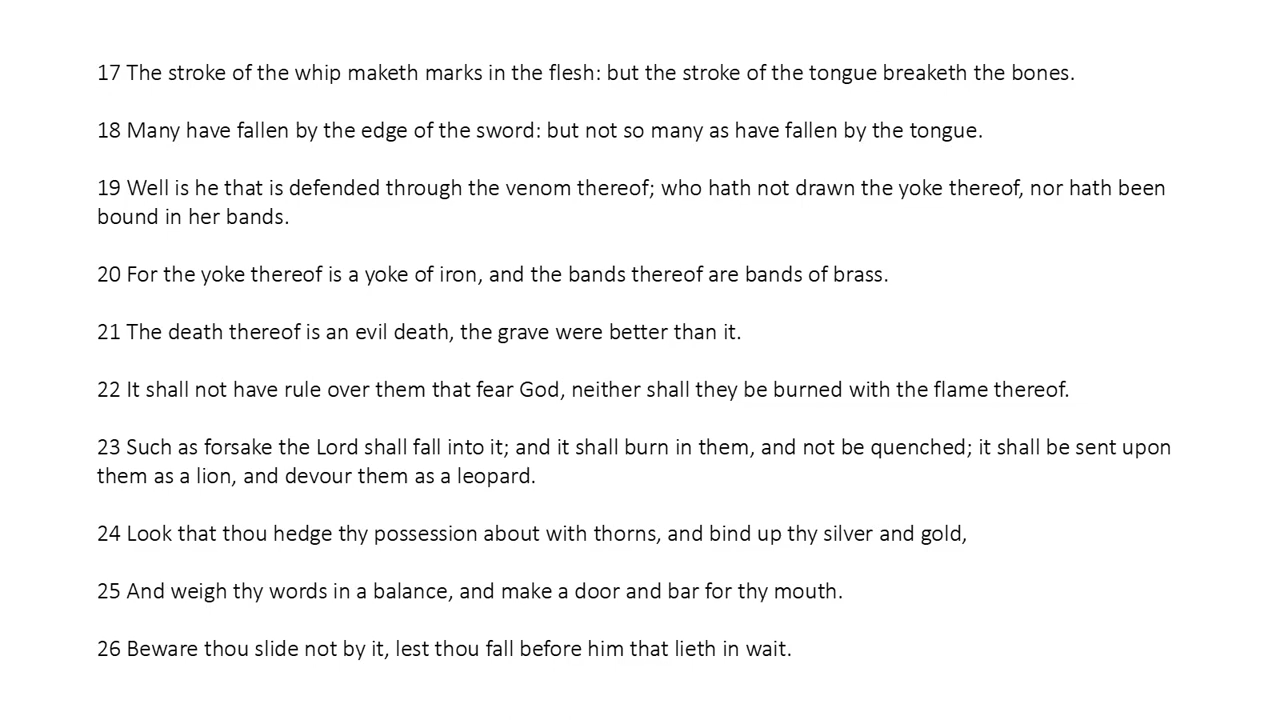 17 The stroke of the whip maketh marks in the flesh: but the stroke of the tongue breaketh the bones.
18 Many have fallen by the edge of the sword: but not so many as have fallen by the tongue.
19 Well is he that is defended through the venom thereof; who hath not drawn the yoke thereof, nor hath been
bound in her bands.
20 For the yoke thereof is a yoke of iron, and the bands thereof are bands of brass.
21 The death thereof is an evil death, the grave were better than it.
22 It shall not have rule over them that fear God, neither shall they be burned with the flame thereof.
23 Such as forsake the Lord shall fall into it; and it shall burn in them, and not be quenched; it shall be sent upon
them as a lion, and devour them as a leopard.
24 Look that thou hedge thy possession about with thorns, and bind up thy silver and gold,
25 And weigh thy words in a balance, and make a door and bar for thy mouth.
26 Beware thou slide not by it, lest thou fall before him that lieth in wait.